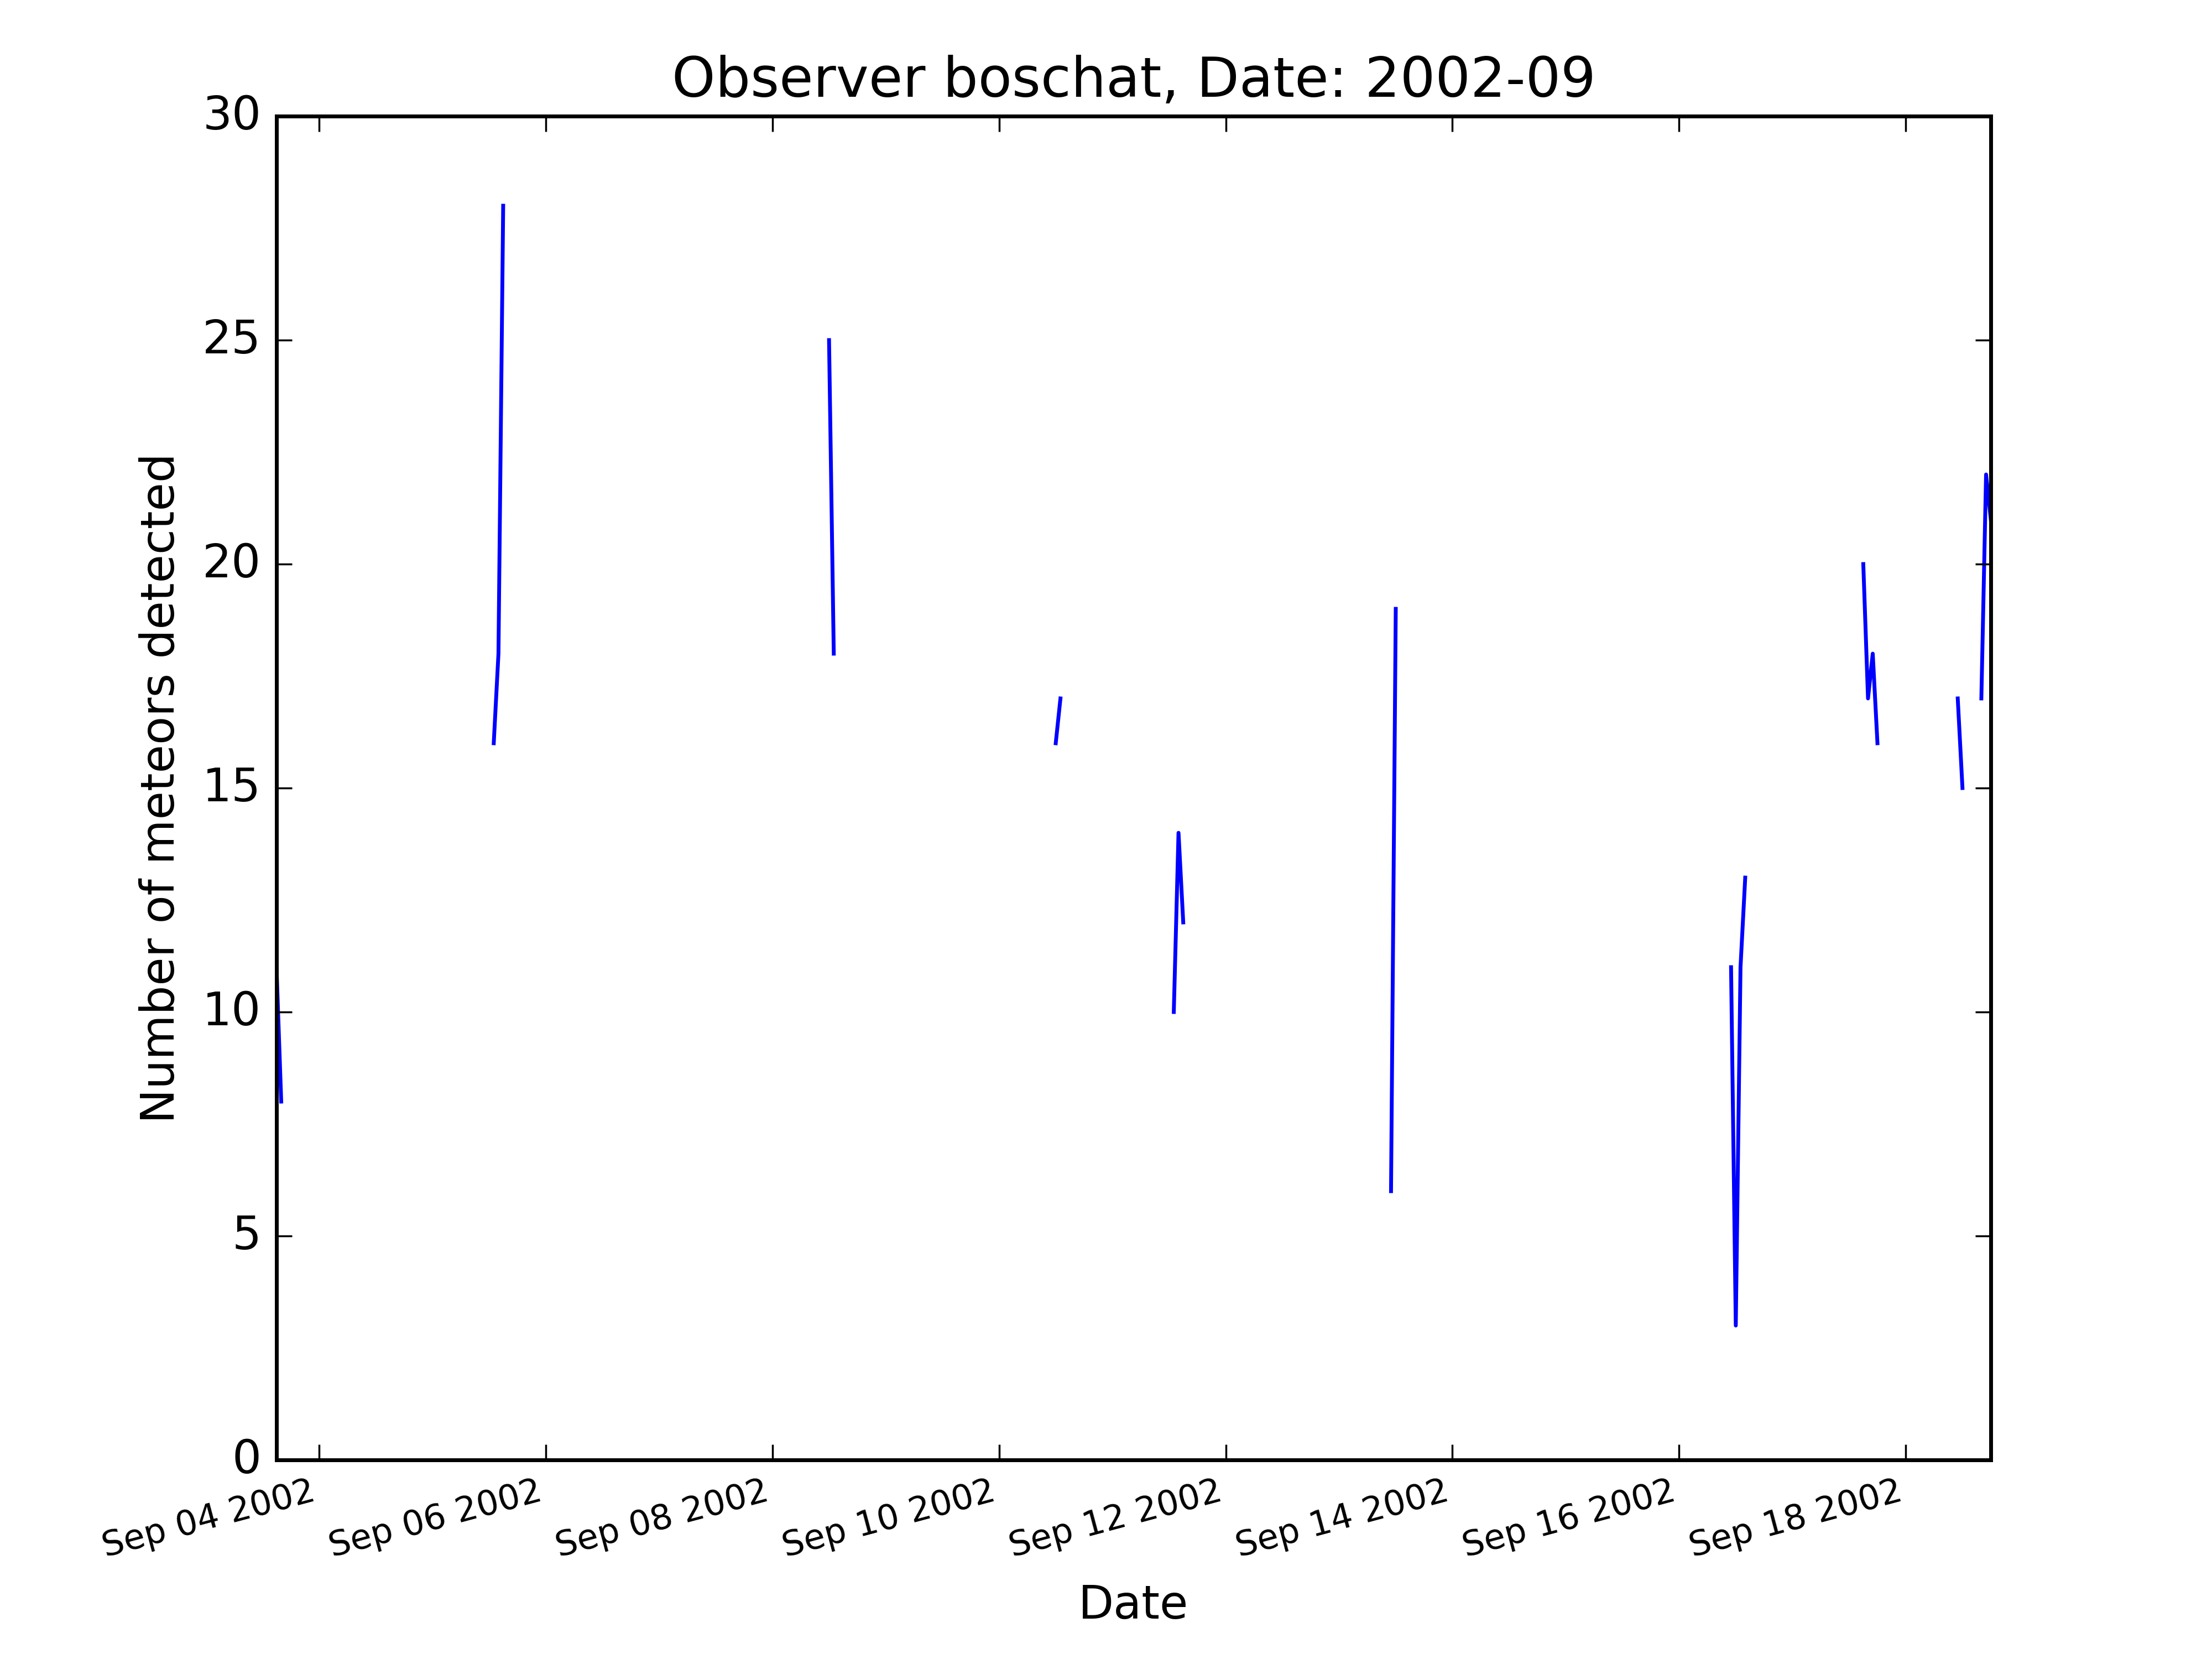 Observer boschat, Date: 2002-09
30
25
20
15
10
5
0
Number of meteors detected
Sep 04 2002
Sep 06 2002
Sep 08 2002
Sep 10 2002
Sep 12 2002
Sep 14 2002
Sep 16 2002
Sep 18 2002
Date